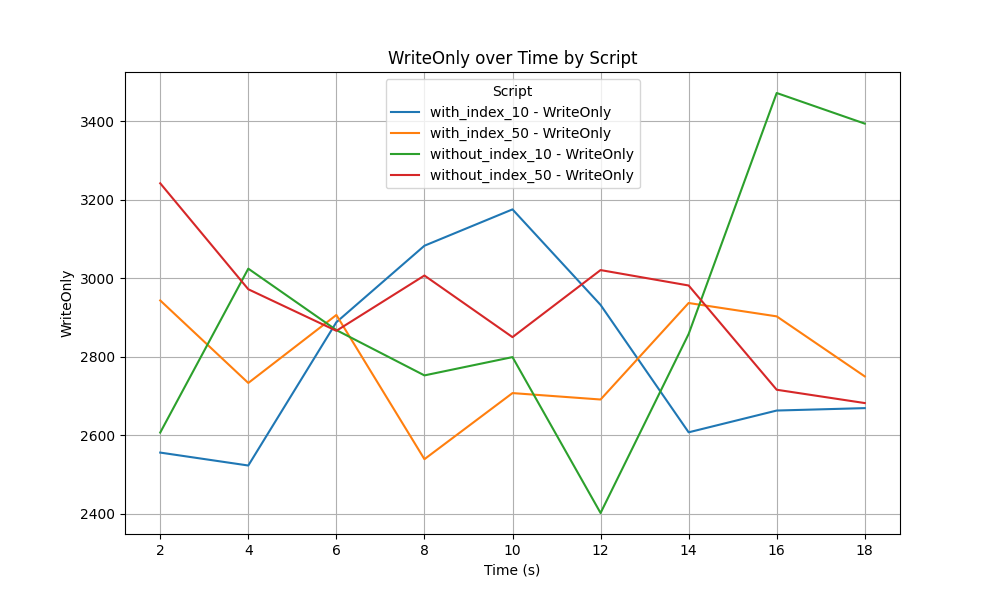 WriteOnly over Time by Script
Script
with_index_10 - WriteOnly
with_index_50 - WriteOnly
without_index_10 - WriteOnly
without_index_50 - WriteOnly
WriteOnly
3400
3200
3000
2800
2600
2400
2 4 6 8 10 12 14 16 18
Time (s)